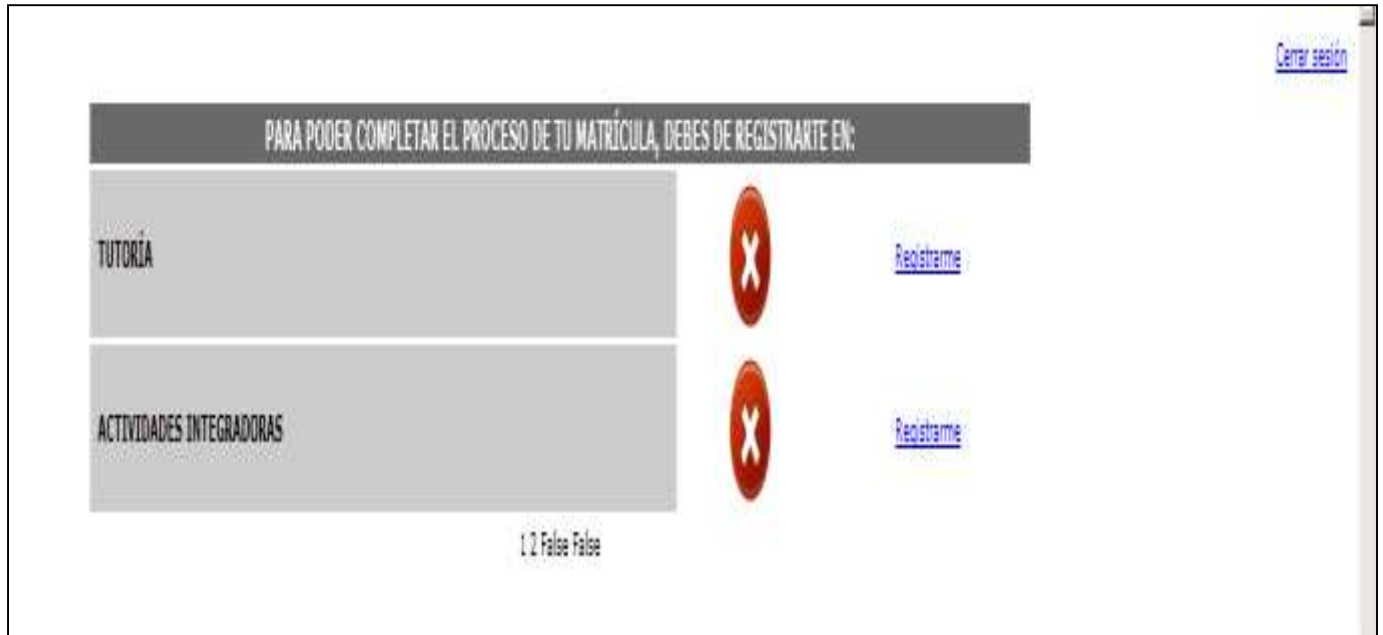 Cerrar sesión
PARA PODER COMPLETAR EL PROCESO DE TU MATRÍCULA, DEBES DE REGISTRARTE EN:
TUTORÍA
Registrarme
ACTIVIDADES INTEGRADORAS
Registrarme
1 2 False False